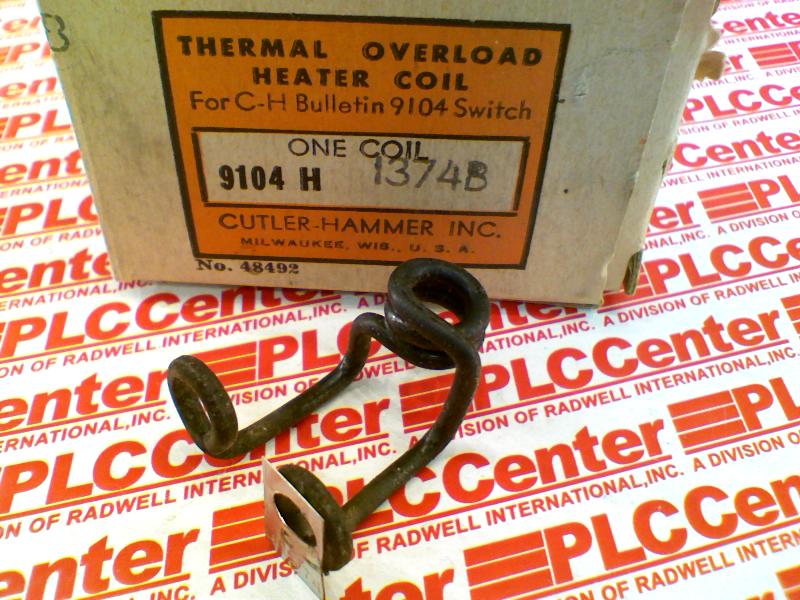 THERMAL OVERLOAD
HEATER COIL
For C-H Bulletin 9104 Switch
ONE COIL
9104 H 1374B
CUTLER-HAMMER INC.
MILWAUKEE, WIS., U. S. A.
No. 48492
PLCCenter
A DIVISION OF RADWELL INTERNATIONAL, INC.